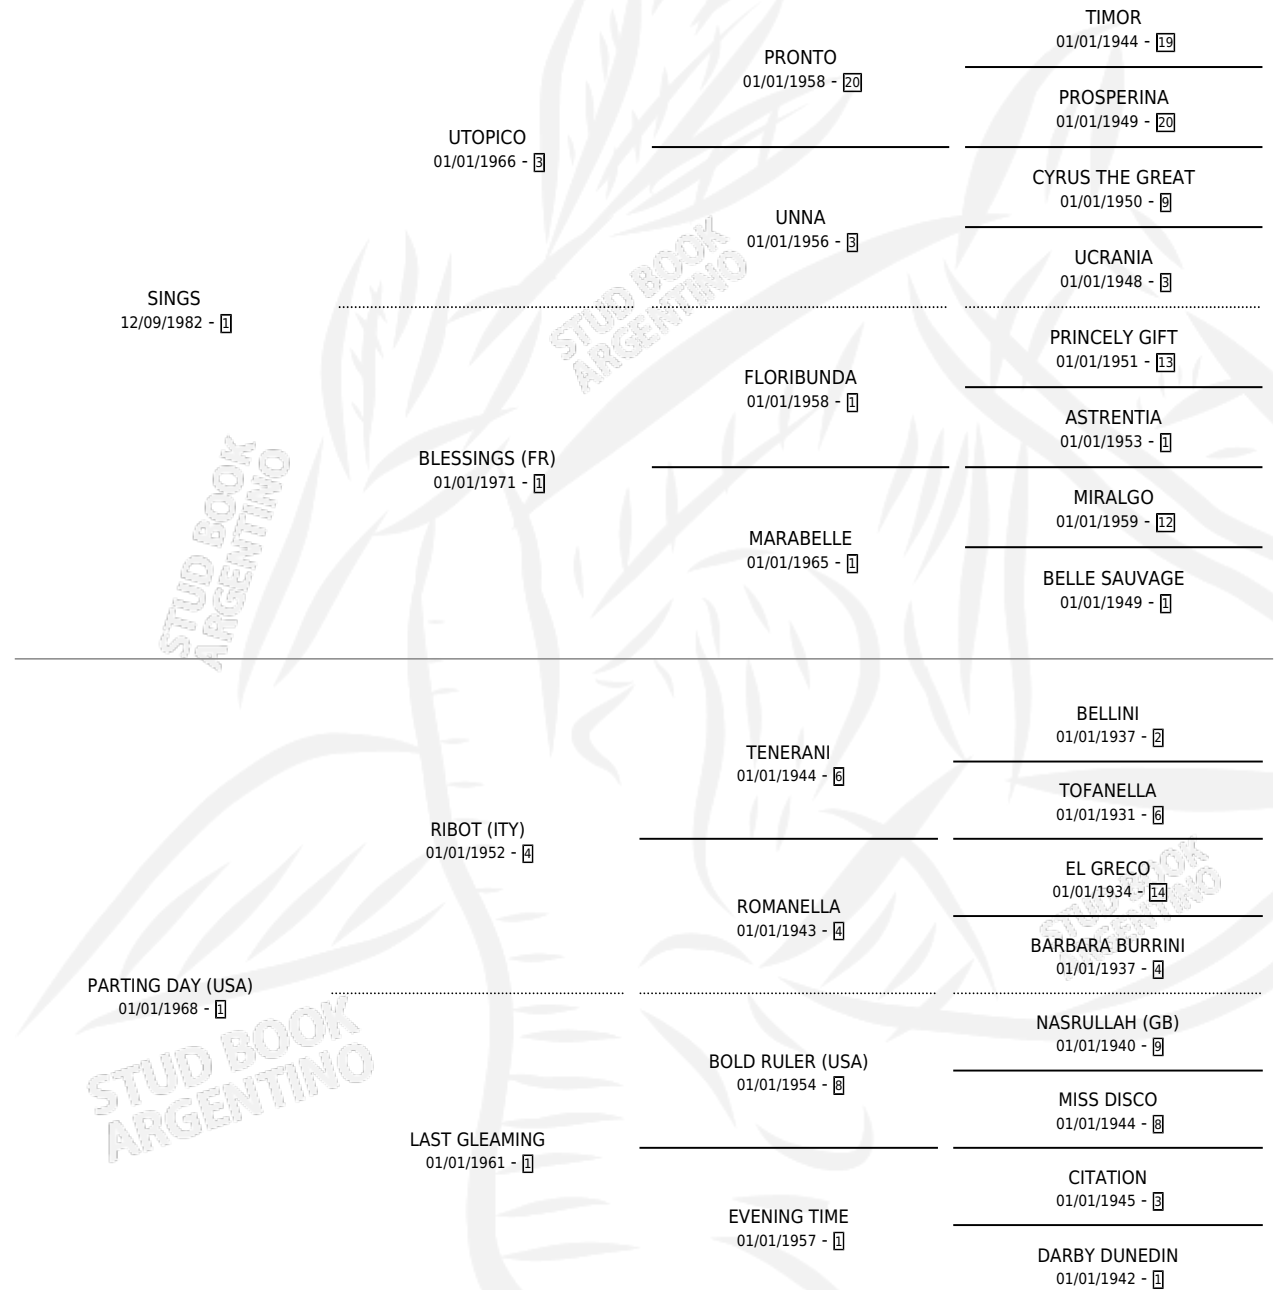 TIMOR
01/01/1944 - 19
PRONTO
01/01/1958 - 20
PROSPERINA
01/01/1949 - 20
UTOPICO
01/01/1966 - 3
CYRUS THE GREAT
01/01/1950 - 9
UNNA
01/01/1956 - 3
UCRANIA
01/01/1948 - 3
SINGS
12/09/1982 - 1
STUD BOOK
ARGENTINO
PRINCELY GIFT
01/01/1951 - 13
FLORIBUNDA
01/01/1958 - 1
ASTRENTIA
01/01/1953 - 1
BLESSINGS (FR)
01/01/1971 - 1
MIRALGO
01/01/1959 - 12
MARABELLE
01/01/1965 - 1
BELLE SAUVAGE
01/01/1949 - 1
STUD BOOK
ARGENTINO
BELLINI
01/01/1937 - 2
TENERANI
01/01/1944 - 6
TOFANELLA
01/01/1931 - 6
RIBOT (ITY)
01/01/1952 - 4
EL GRECO
01/01/1934 - 14
ROMANELLA
01/01/1943 - 4
STUD BOOK
ARGENTINO
BARBARA BURRINI
01/01/1937 - 4
PARTING DAY (USA)
01/01/1968 - 1
NASRULLAH (GB)
01/01/1940 - 9
BOLD RULER (USA)
01/01/1954 - 8
STUD BOOK
ARGENTINO
MISS DISCO
01/01/1944 - 8
LAST GLEAMING
01/01/1961 - 1
CITATION
01/01/1945 - 3
EVENING TIME
01/01/1957 - 1
DARBY DUNEDIN
01/01/1942 - 1